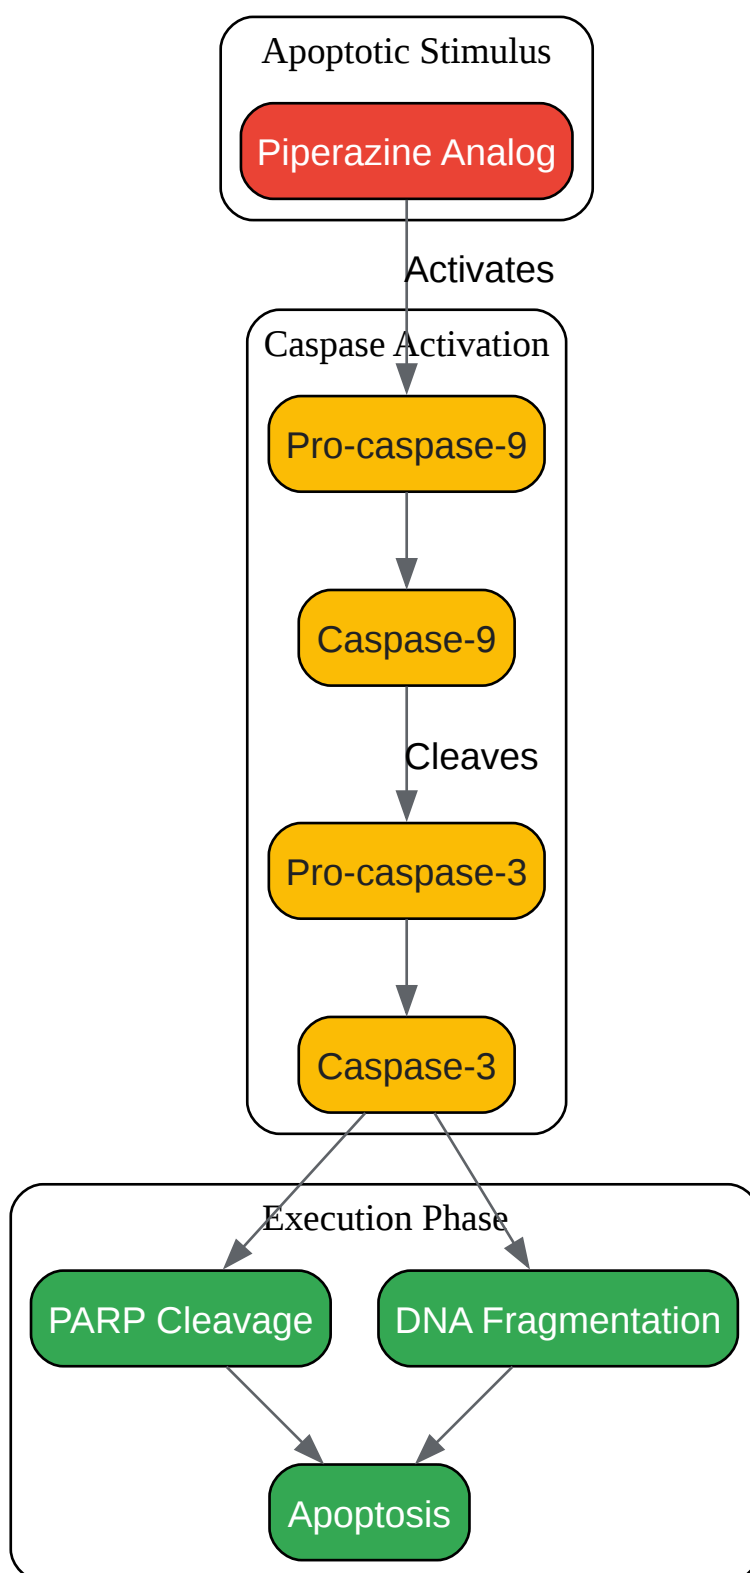 Apoptotic Stimulus
Piperazine Analog
Activates
Caspase Activation
Pro-caspase-9
Caspase-9
Cleaves
Pro-caspase-3
Caspase-3
Execution Phase
PARP Cleavage
DNA Fragmentation
Apoptosis